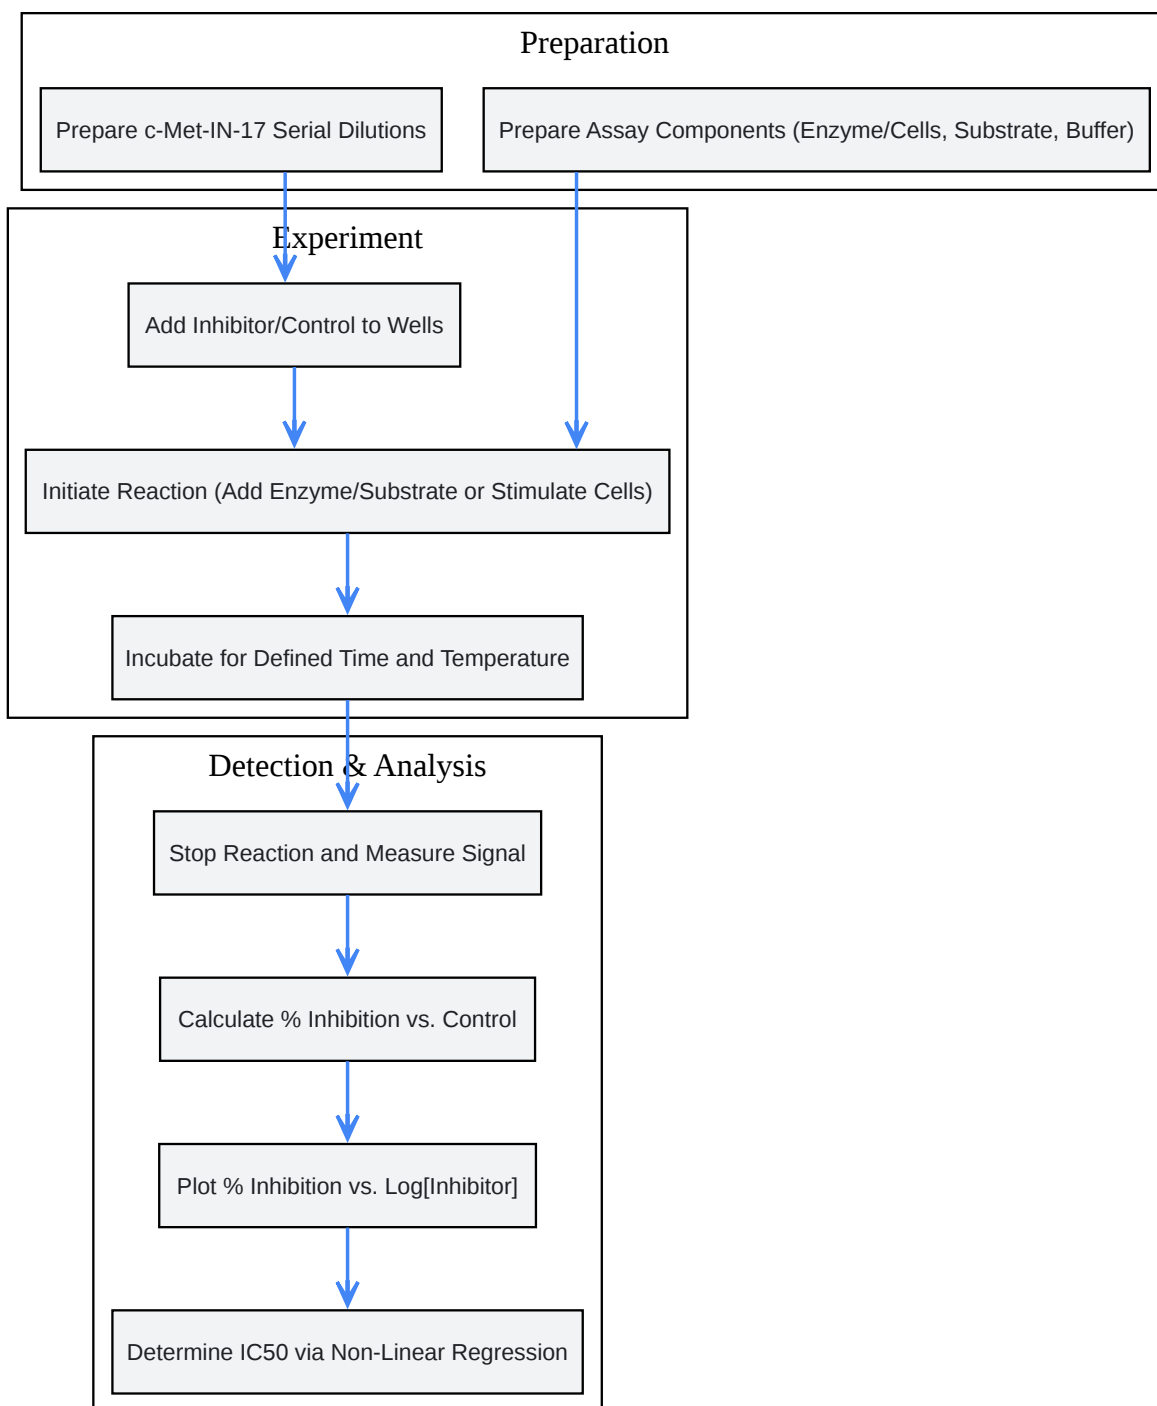 Preparation
Prepare c-Met-IN-17 Serial Dilutions
Prepare Assay Components (Enzyme/Cells, Substrate, Buffer)
Experiment
Add Inhibitor/Control to Wells
Initiate Reaction (Add Enzyme/Substrate or Stimulate Cells)
Incubate for Defined Time and Temperature
Detection & Analysis
Stop Reaction and Measure Signal
Calculate % Inhibition vs. Control
Plot % Inhibition vs. Log[Inhibitor]
Determine IC50 via Non-Linear Regression